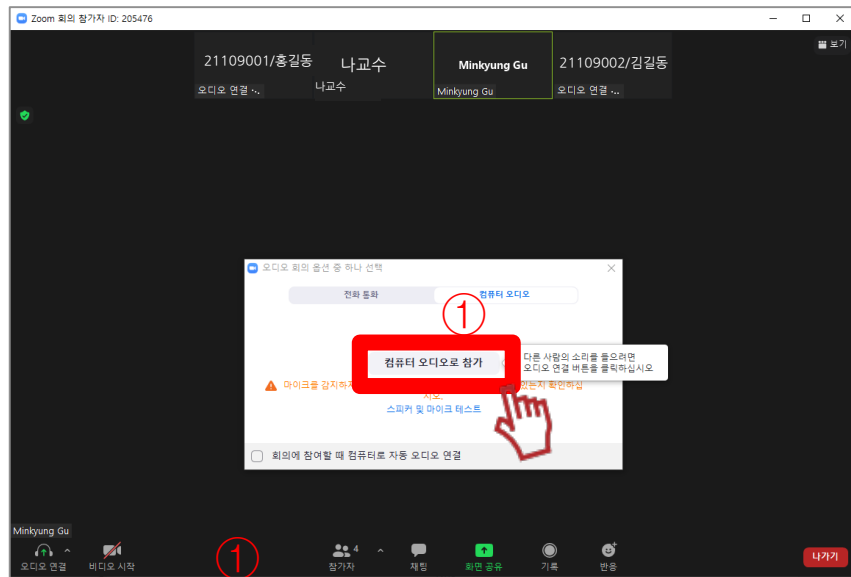 Zoom 회의 참가자 ID: 205476
보기
21109001/홍길동
나교수
Minkyung Gu
21109002/김길동
오디오 연결 ·..
나교수
Minkyung Gu
오디오 연결 ...
오디오 회의 옵션 중 하나 선택
전화 통화
컴퓨터 오디오
①
컴퓨터 오디오로 참가
다른 사람의 소리를 들으려면
오디오 연결 버튼을 클릭하십시오
마이크를 감지하지
있는지 확인하십
시오.
스피커 및 마이크 테스트
회의에 참여할 때 컴퓨터로 자동 오디오 연결
Minkyung Gu
오디오 연결
비디오 시작
①
4
참가자
채팅
화면 공유
기록
반응
나가기